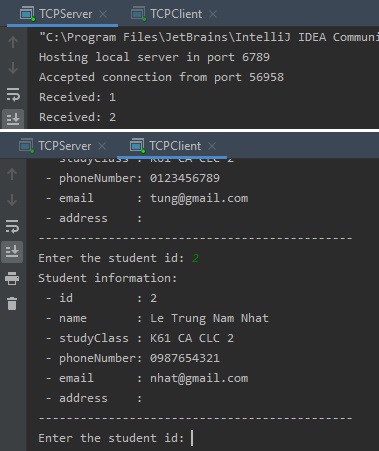 TCPServer TCPClient
"C:\Program Files\JetBrains\IntelliJ IDEA Communi
Hosting local server in port 6789
Accepted connection from port 56958
Received: 1
Received: 2
TCPServer TCPClient
- studyClass : K61 CA CLC 2
- phoneNumber: 0123456789
- email : tung@gmail.com
- address :
---------------------------------------------
Enter the student id: 2
Student information:
- id : 2
- name : Le Trung Nam Nhat
- studyClass : K61 CA CLC 2
- phoneNumber: 0987654321
- email : nhat@gmail.com
- address :
---------------------------------------------
Enter the student id: